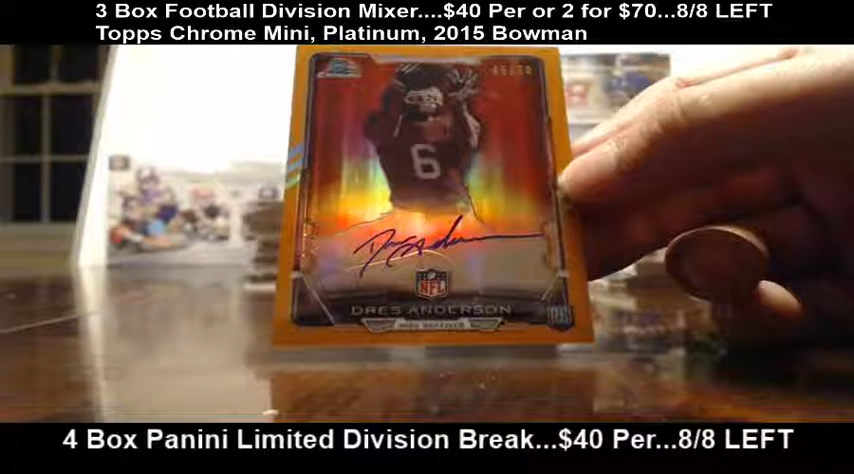 3 Box Football Division Mixer....$40 Per or 2 for $70...8/8 LEFT
Topps Chrome Mini, Platinum, 2015 Bowman
6
NFL
DRES ANDERSON
4 Box Panini Limited Division Break...$40 Per...8/8 LEFT